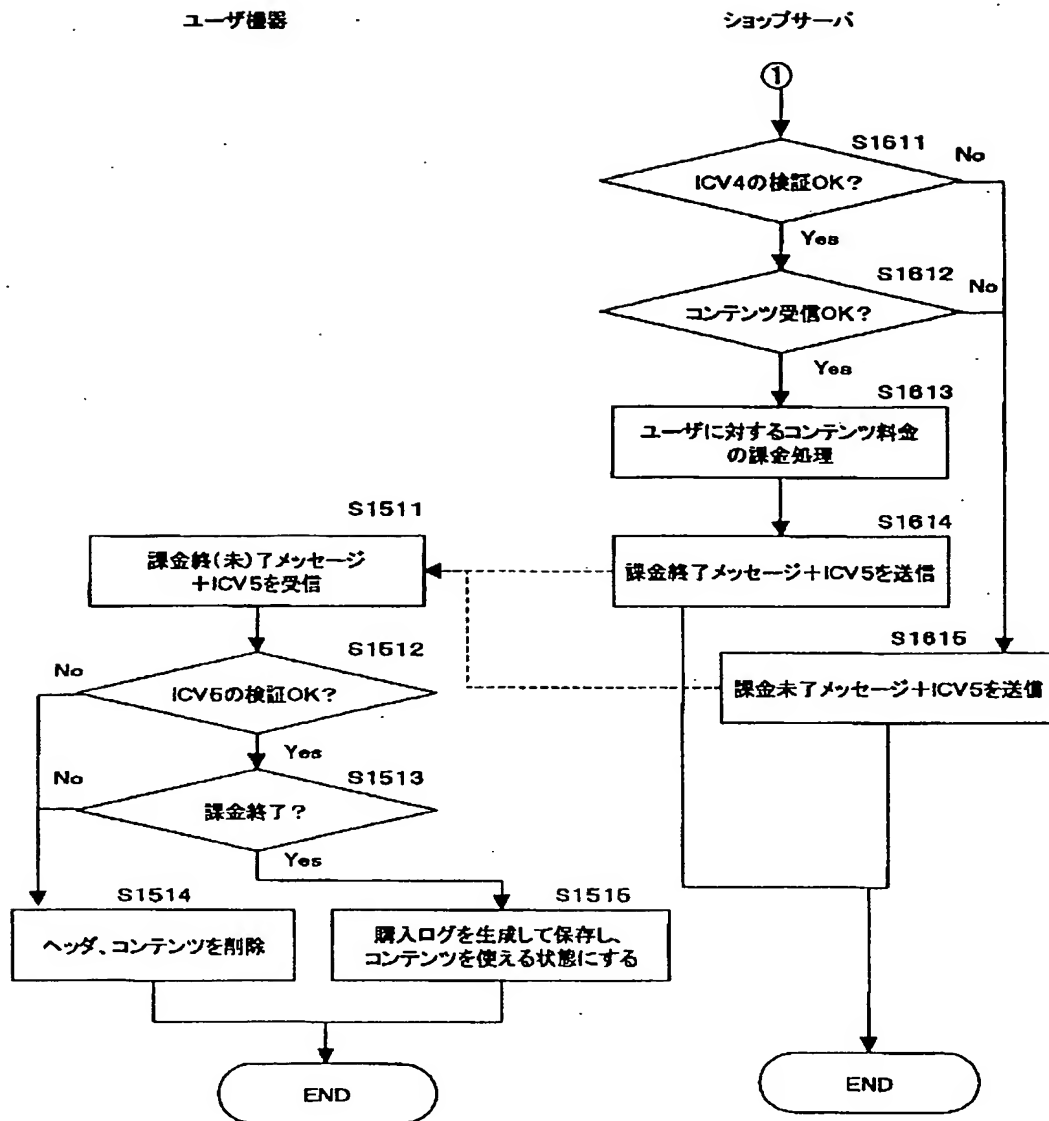 ユーザ機器
ショップサーバ
①
S1611
ICV4の検証OK?
No
Yes
S1612
コンテンツ受信OK?
No
Yes
S1613
ユーザに対するコンテンツ料金
の課金処理
S1511
課金終(未)了メッセージ
+ICV5を受信
S1614
課金終了メッセージ+ICV5を送信
S1615
課金未了メッセージ+ICV5を送信
S1512
No
ICV5の検証OK?
Yes
S1513
No
課金終了?
Yes
S1514
ヘッダ、コンテンツを削除
S1515
購入ログを生成して保存し、
コンテンツを使える状態にする
END
END